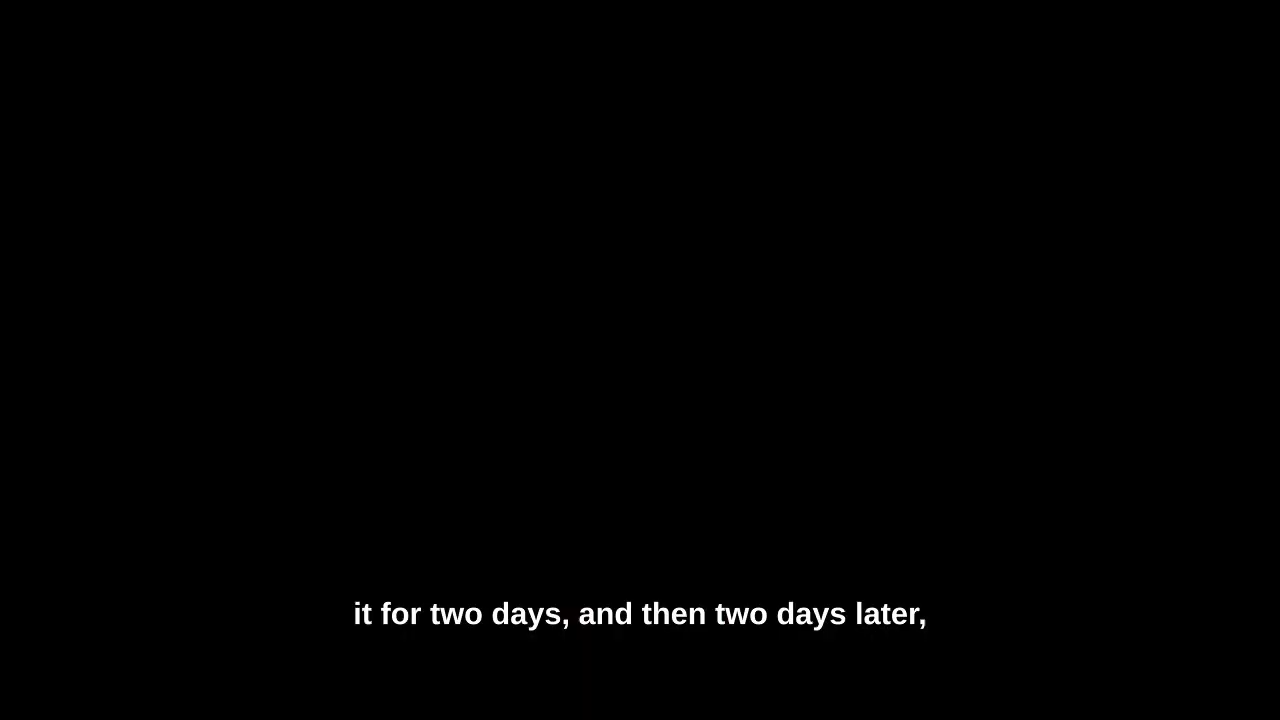 it for two days, and then two days later,